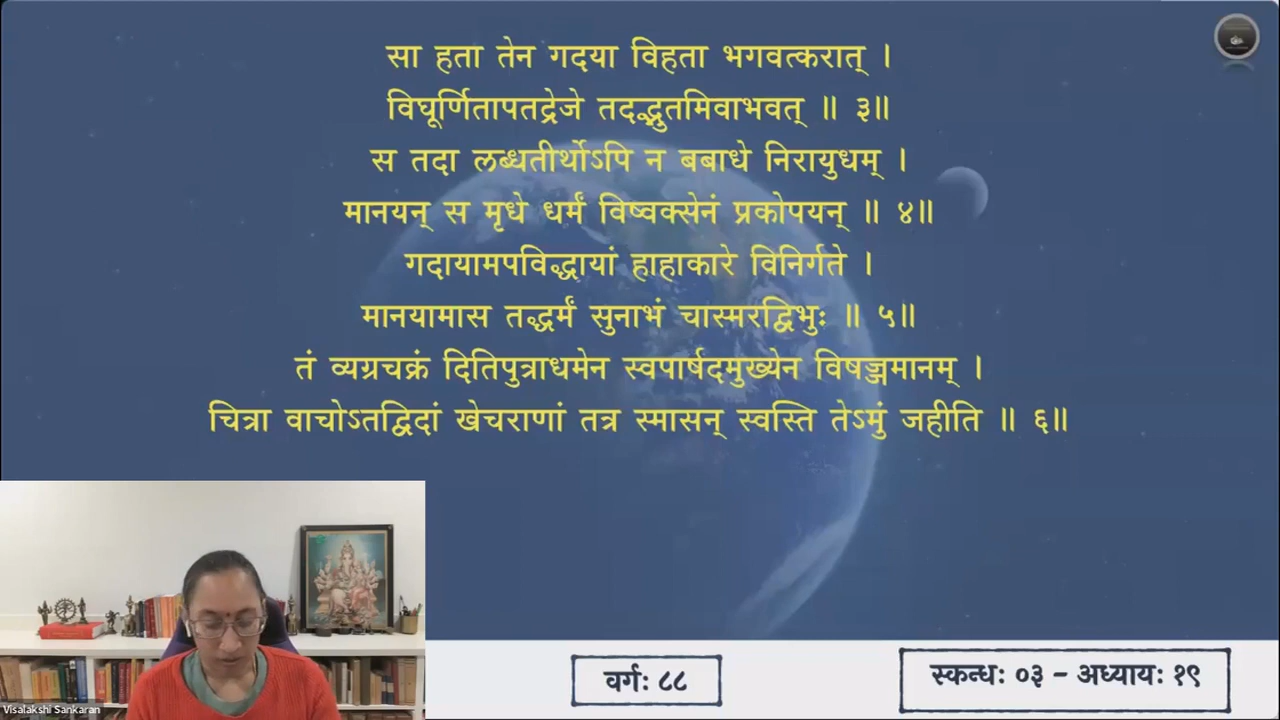 सा हता तेन गदया विहता भगवत्करात् ।
विघूर्णितापतद्रेजे तदद्भुतमिवाभवत् ॥ ३॥
स तदा लब्धतीर्थोऽपि न बबाधे निरायुधम् ।
मानयन् स मृधे धर्मं विष्वक्सेनं प्रकोपयन् ॥ ४॥
गदायामपविद्धायां हाहाकारे विनिर्गते ।
मानयामास तद्धर्मं सुनाभं चास्मरद्विभुः ॥ ५॥
तं व्यग्रचक्रं दितिपुत्राधमेन स्वपार्षदमुख्येन विषज्जमानम् ।
चित्रा वाचोऽतद्विदां खेचराणां तत्र स्मासन् स्वस्ति तेऽमुं जहीति ॥ ६॥
Visalakshi Sankaran
वर्गः ८८
स्कन्धः ०३ - अध्यायः १९